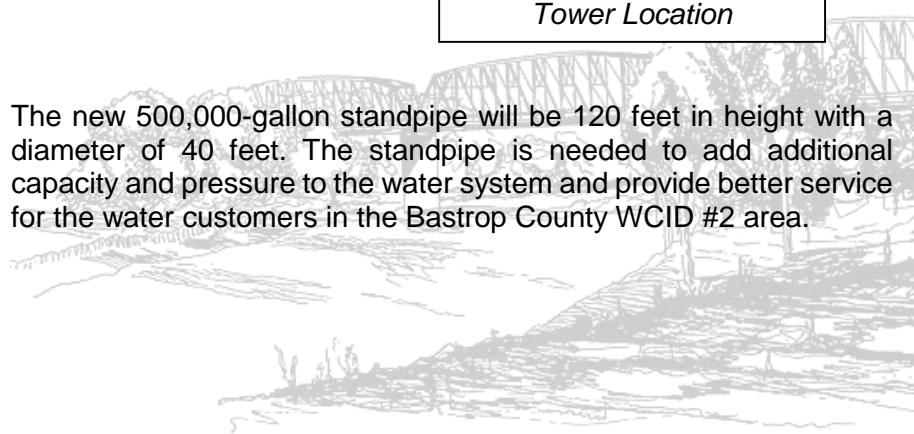 Tower Location
The new 500,000-gallon standpipe will be 120 feet in height with a
diameter of 40 feet. The standpipe is needed to add additional
capacity and pressure to the water system and provide better service
for the water customers in the Bastrop County WCID #2 area.